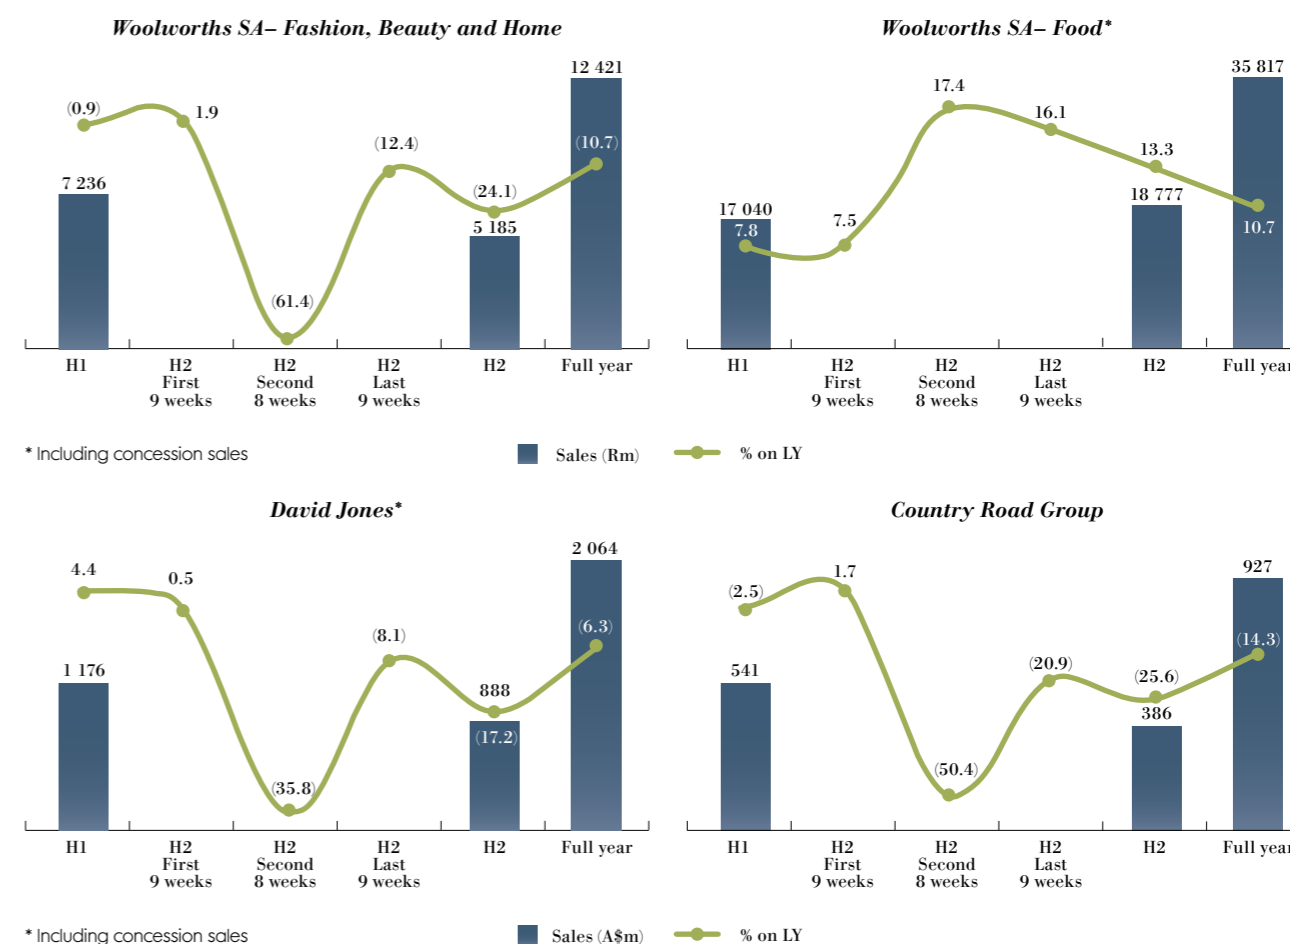 Woolworths SA– Fashion, Beauty and Home
12 421
(0.9)
1.9
(12.4)
(10.7)
7 236
(24.1)
5 185
(61.4)
H1
H2
First
9 weeks
H2
Second
8 weeks
H2
Last
9 weeks
H2
Full year
Woolworths SA– Food*
35 817
17.4
16.1
13.3
18 777
17 040
7.8
7.5
10.7
H1
H2
First
9 weeks
H2
Second
8 weeks
H2
Last
9 weeks
H2
Full year
* Including concession sales
Sales (Rm)
% on LY
David Jones*
2 064
4.4
0.5
(6.3)
(8.1)
1 176
888
(17.2)
(35.8)
H1
H2
First
9 weeks
H2
Second
8 weeks
H2
Last
9 weeks
H2
Full year
Country Road Group
927
1.7
(2.5)
(14.3)
541
(20.9)
(25.6)
386
(50.4)
H1
H2
First
9 weeks
H2
Second
8 weeks
H2
Last
9 weeks
H2
Full year
* Including concession sales
Sales (A$m)
% on LY